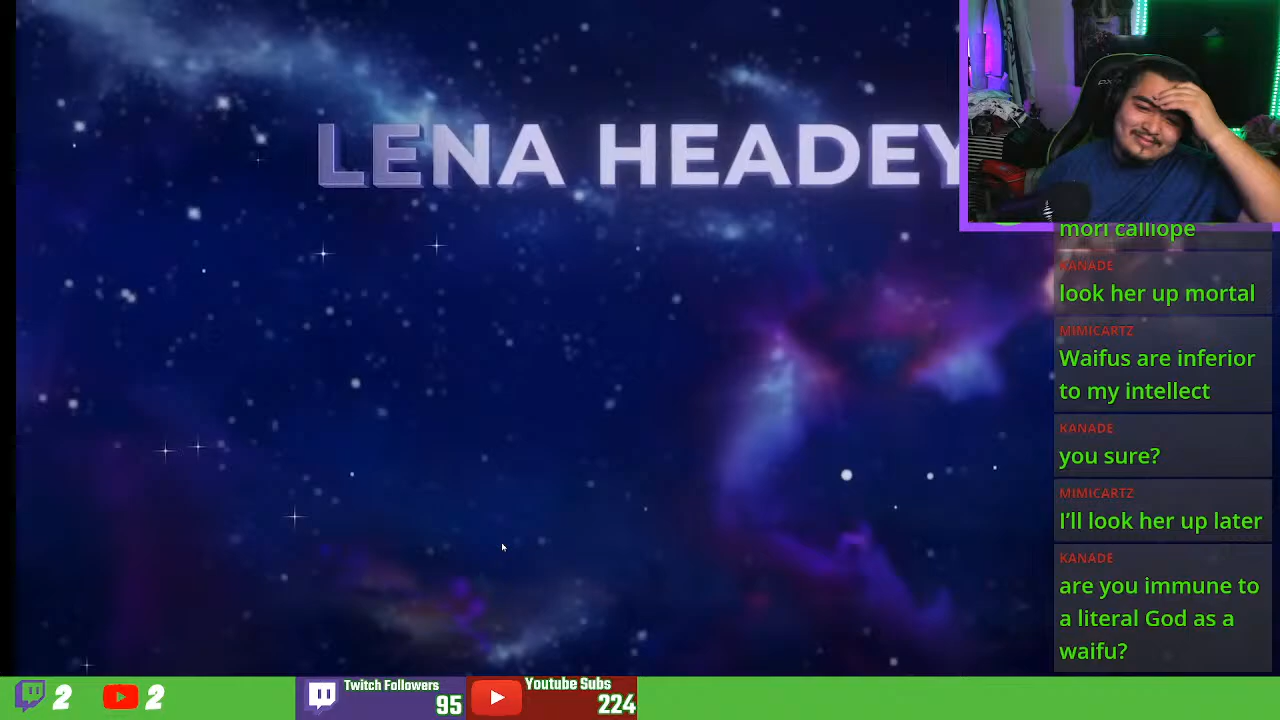 LENA HEADEY
mori calliope
KANADE
look her up mortal
MIMICARTZ
Waifus are inferior
to my intellect
KANADE
you sure?
MIMICARTZ
I'll look her up later
KANADE
are you immune to
a literal God as a
waifu?
2
2
Twitch Followers
95
Youtube Subs
224